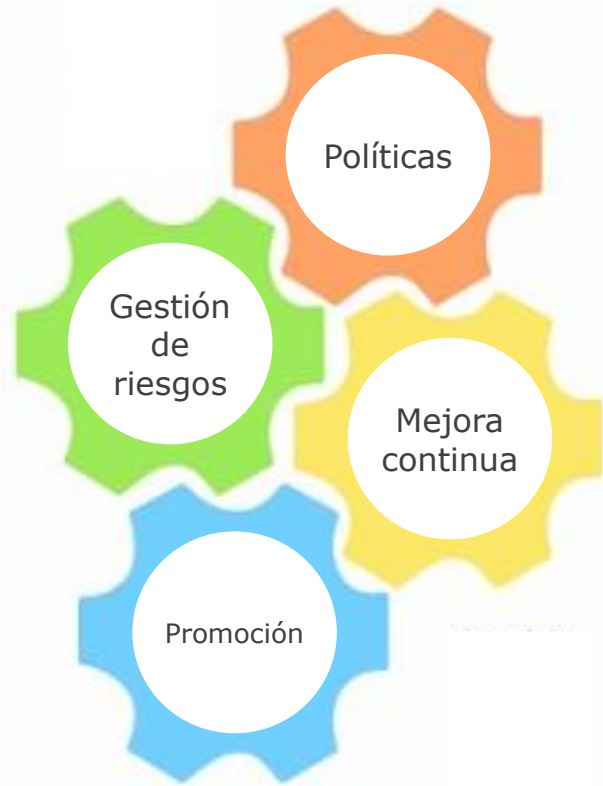 Políticas
Gestión
de
riesgos
Mejora
continua
Promoción